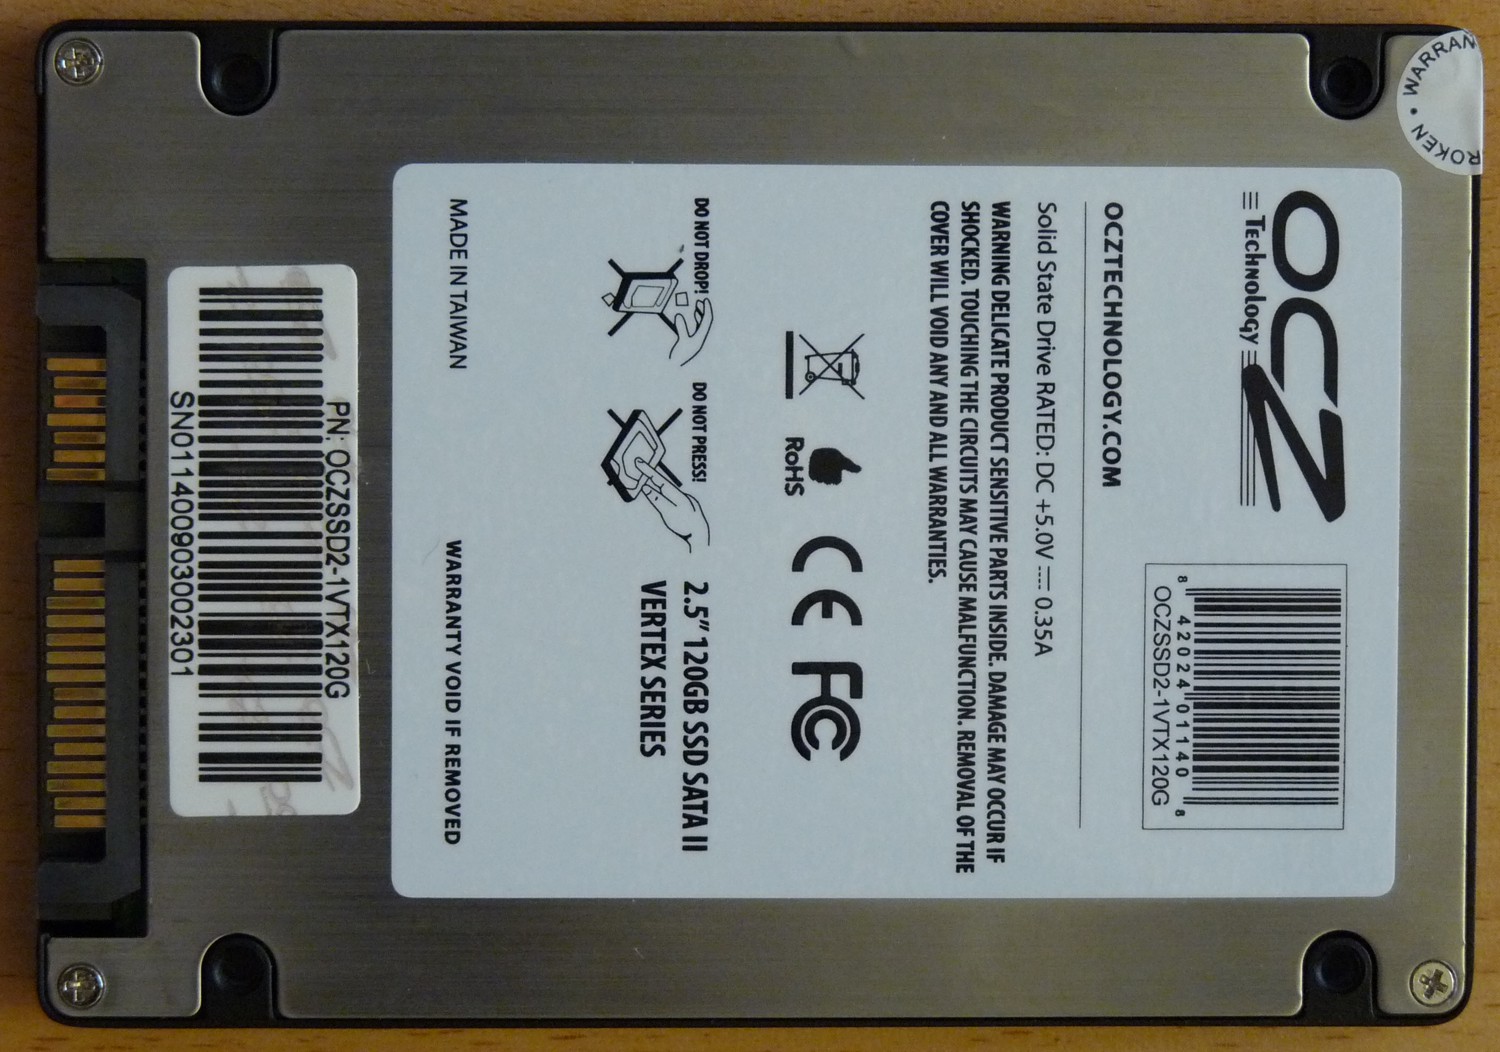 WARRAN
ROKEN
OCZ
Technology
8 42024 01140 8
OCZSSD2-1VTX120G
OCZTECHNOLOGY.COM
Solid State Drive RATED: DC +5.0V ---- 0.35A
WARNING DELICATE PRODUCT SENSITIVE PARTS INSIDE. DAMAGE MAY OCCUR IF
SHOCKED. TOUCHING THE CIRCUITS MAY CAUSE MALFUNCTION. REMOVAL OF THE
COVER WILL VOID ANY AND ALL WARRANTIES.
RoHS
CE FC
DO NOT DROP!
DO NOT PRESS!
2.5" 120GB SSD SATA II
VERTEX SERIES
MADE IN TAIWAN
WARRANTY VOID IF REMOVED
PN: OCZSSD2-1VTX120G
SN0114009030002301